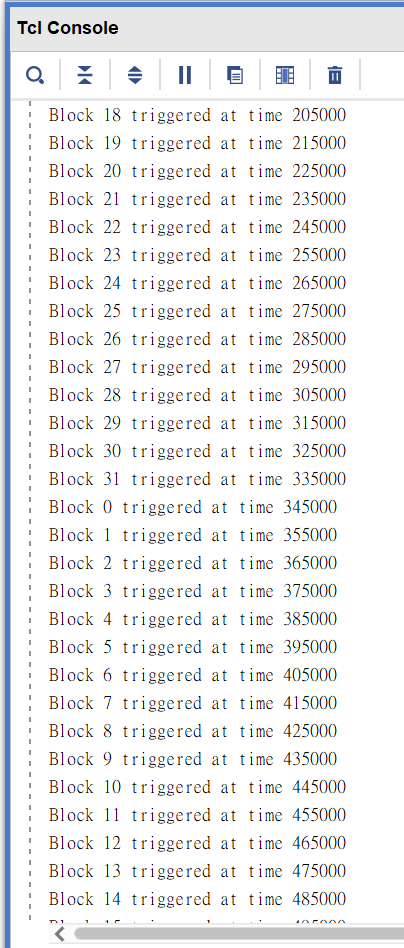 Tcl Console
Block 18 triggered at time 205000
Block 19 triggered at time 215000
Block 20 triggered at time 225000
Block 21 triggered at time 235000
Block 22 triggered at time 245000
Block 23 triggered at time 255000
Block 24 triggered at time 265000
Block 25 triggered at time 275000
Block 26 triggered at time 285000
Block 27 triggered at time 295000
Block 28 triggered at time 305000
Block 29 triggered at time 315000
Block 30 triggered at time 325000
Block 31 triggered at time 335000
Block 0 triggered at time 345000
Block 1 triggered at time 355000
Block 2 triggered at time 365000
Block 3 triggered at time 375000
Block 4 triggered at time 385000
Block 5 triggered at time 395000
Block 6 triggered at time 405000
Block 7 triggered at time 415000
Block 8 triggered at time 425000
Block 9 triggered at time 435000
Block 10 triggered at time 445000
Block 11 triggered at time 455000
Block 12 triggered at time 465000
Block 13 triggered at time 475000
Block 14 triggered at time 485000